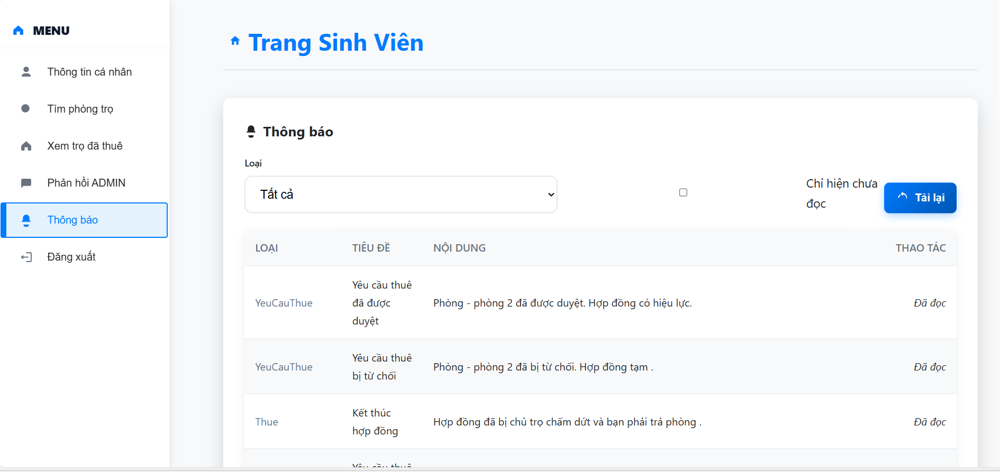 MENU
Thông tin cá nhân
Tìm phòng trọ
Xem trọ đã thuê
Phản hồi ADMIN
Thông báo
Đăng xuất
Trang Sinh Viên
Thông báo
Loại
Tất cả
Chỉ hiện chưa
đọc
Tải lại
LOẠI TIÊU ĐỀ NỘI DUNG THAO TÁC
YeuCauThue
Yêu cầu thuê
đã được
duyệt
Phòng - phòng 2 đã được duyệt. Hợp đồng có hiệu lực.
Đã đọc
YeuCauThue
Yêu cầu thuê
bị từ chối
Phòng - phòng 2 đã bị từ chối. Hợp đồng tạm .
Đã đọc
Thue
Kết thúc
hợp đồng
Hợp đồng đã bị chủ trọ chấm dứt và bạn phải trả phòng .
Đã đọc